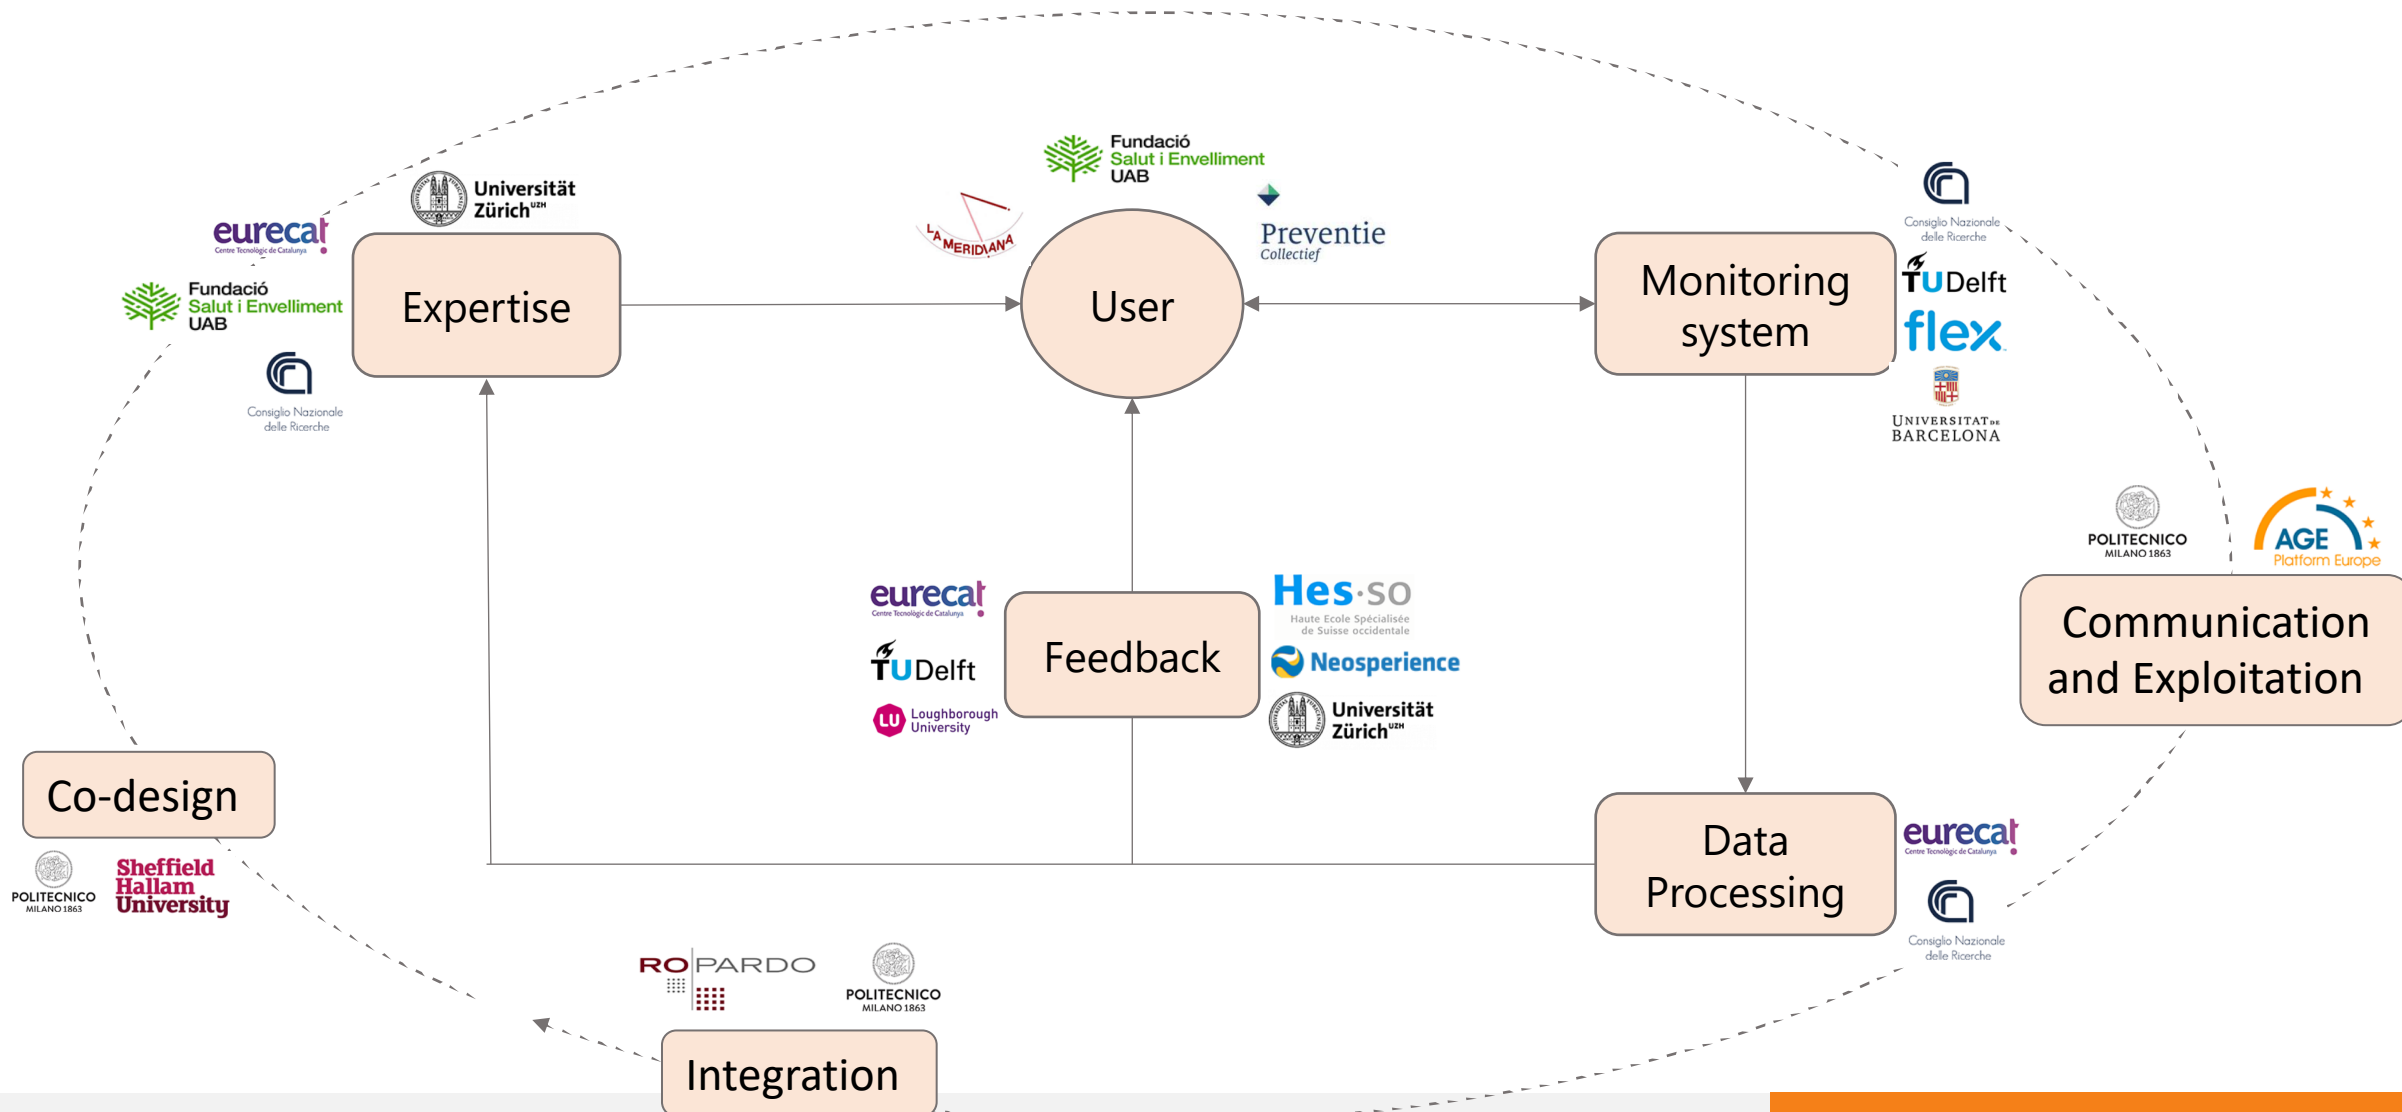 Fundació
Salut i Envelliment
UAB
Universität
Zürich UZH
LA MERIDIANA
Preventie
Collectief
eurecat
Centre Tecnològic de Catalunya
Fundació
Salut i Envelliment
UAB
Consiglio Nazionale
delle Ricerche
Expertise
User
Monitoring
system
Consiglio Nazionale
delle Ricerche
TUDelft
flex
UNIVERSITAT DE
BARCELONA
POLITECNICO
MILANO 1863
AGE
Platform Europe
Communication
and Exploitation
eurecat
Centre Tecnològic de Catalunya
TUDelft
LU Loughborough
University
Feedback
Hes·so
Haute Ecole Spécialisée
de Suisse occidentale
Neosperience
Universität
Zürich UZH
Co-design
POLITECNICO
MILANO 1863
Sheffield
Hallam
University
Data
Processing
eurecat
Centre Tecnològic de Catalunya
Consiglio Nazionale
delle Ricerche
ROPARDO
POLITECNICO
MILANO 1863
Integration